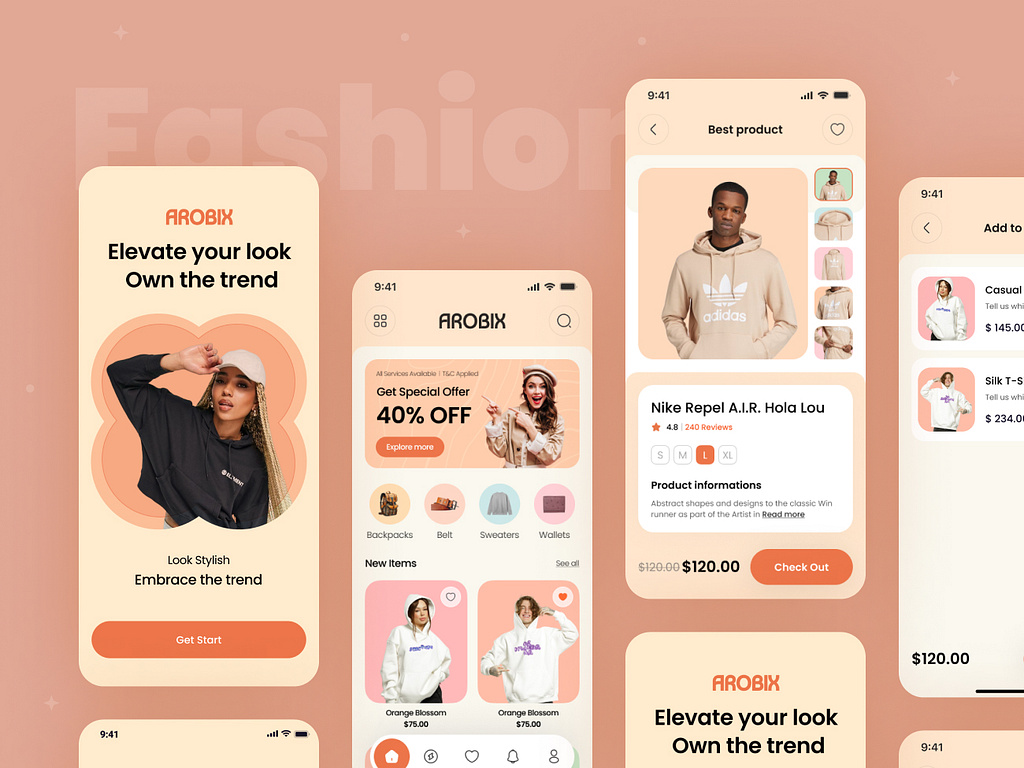 Fashion
AROBIX
Elevate your look
Own the trend
Look Stylish
Embrace the trend
Get Start
9:41
9:41
AROBIX
All Services Available | T&C Applied
Get Special Offer
40% OFF
Explore more
Backpacks
Belt
Sweaters
Wallets
New Items
See all
Orange Blossom
$75.00
Orange Blossom
$75.00
9:41
Best product
adidas
Nike Repel A.I.R. Hola Lou
4.8 | 240 Reviews
S
M
L
XL
Product informations
Abstract shapes and designs to the classic Win
runner as part of the Artist in Read more
$120.00 $120.00
Check Out
AROBIX
Elevate your look
Own the trend
9:41
Add to
Casual
Tell us whi
$ 145.00
Silk T-S
Tell us whi
$ 234.00
$120.00
9:41